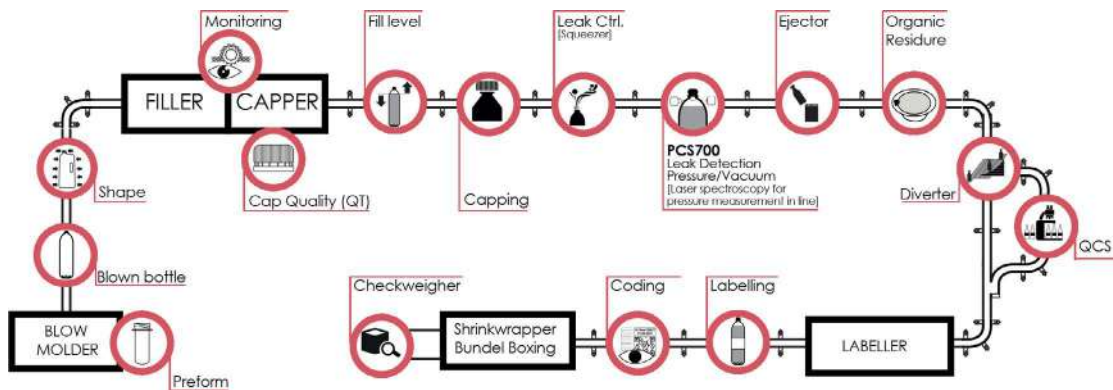 Monitoring
Fill level
Leak Ctrl.
[Squeezer]
Ejector
Organic
Residure
FILLER
CAPPER
Shape
Cap Quality (QT)
Capping
PCS700
Leak Detection
Pressure/Vacuum
[Laser spectroscopy for
pressure measurement in line]
Diverter
QCS
Blown bottle
Checkweigher
Coding
Labelling
BLOW
MOLDER
Shrinkwrapper
Bundel Boxing
LABELLER
Preform